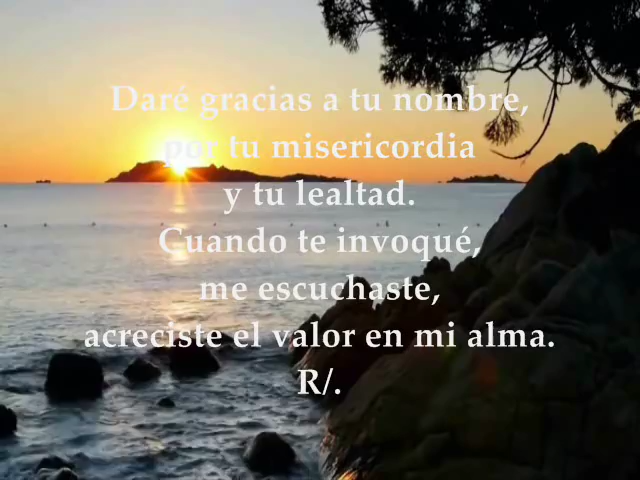 Daré gracias a tu nombre,
por tu misericordia
y tu lealtad.
Cuando te invoqué,
me escuchaste,
acreciste el valor en mi alma.
R/.